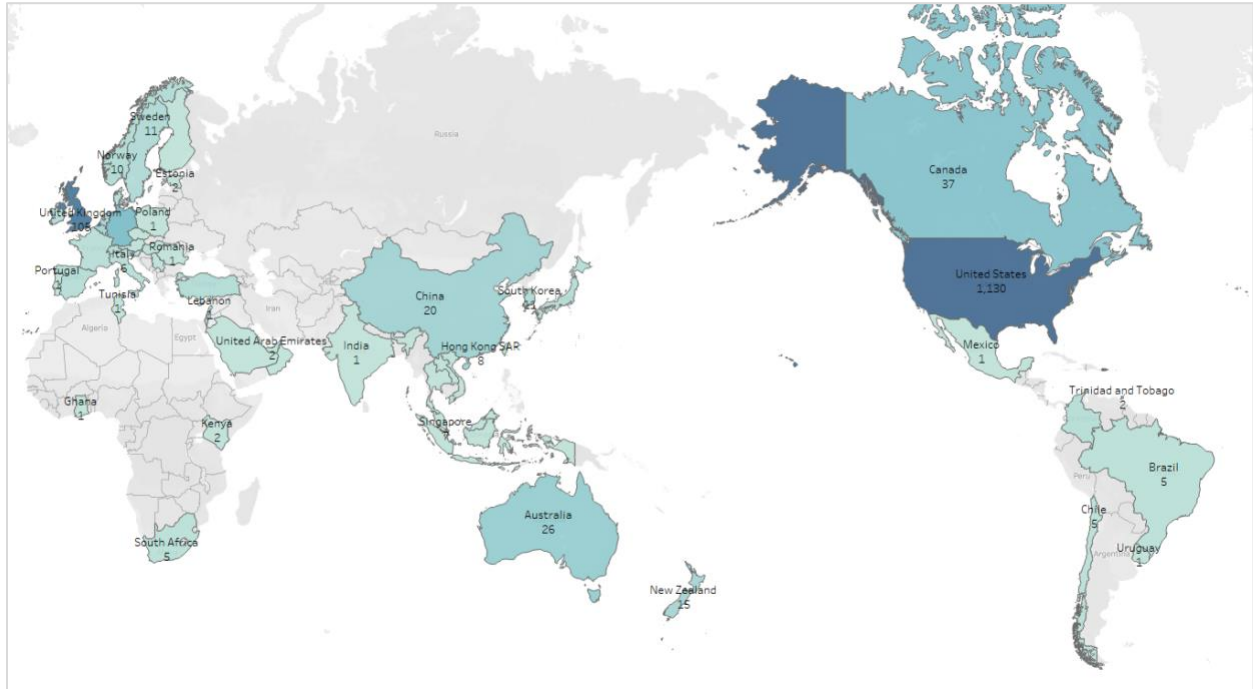 Sweden
11
Russia
Norway
10
Estonia
2
Canada
37
United Kingdom
105
Poland
1
Romania
1
Italy
6
United States
1,130
Portugal
Tunisia
1
Lebanon
China
20
South Korea
Iran
Algeria
Egypt
United Arab Emirates
2
India
1
Hong Kong SAR
8
Mexico
1
Trinidad and Tobago
2
Ghana
1
Kenya
2
Singapore
Brazil
5
Peru
Australia
26
Chile
5
South Africa
5
Uruguay
1
Argentina
New Zealand
15